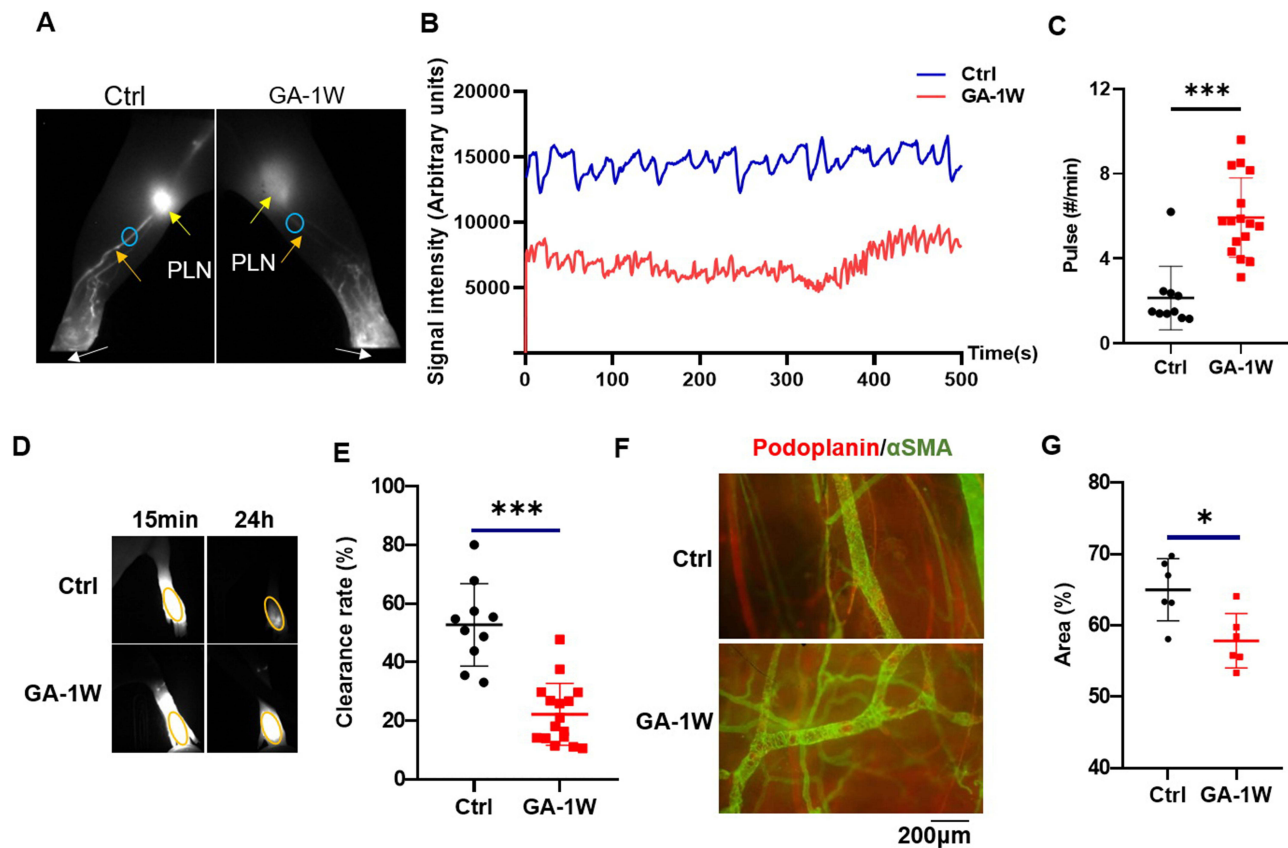 A
Ctrl
GA-1W
PLN
PLN
B
Signal intensity (Arbitrary units)
20000
15000
10000
5000
0
100
200
300
400
500
Time(s)
Ctrl
GA-1W
C
Pulse (#/min)
12
8
4
0
***
Ctrl
GA-1W
D
15min
24h
Ctrl
GA-1W
E
Clearance rate (%)
100
80
60
40
20
0
***
Ctrl
GA-1W
F
Podoplanin/αSMA
Ctrl
GA-1W
200μm
G
Area (%)
80
70
60
50
40
*
Ctrl
GA-1W